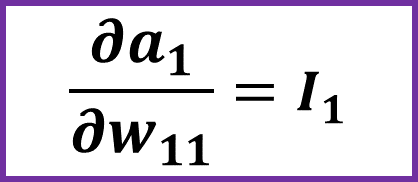 ∂a₁/∂w₁₁ = I₁